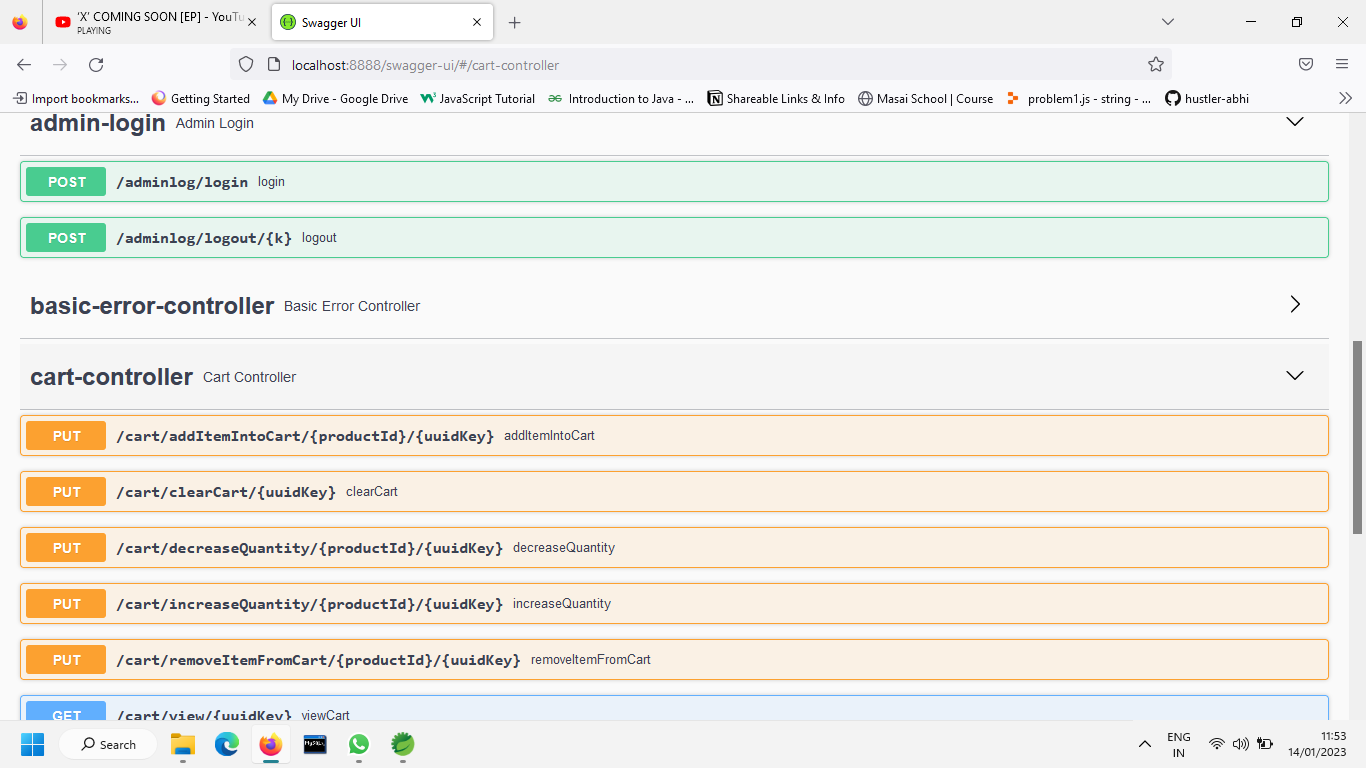 'X' COMING SOON [EP] - YouTu
PLAYING
Swagger UI
localhost:8888/swagger-ui/#/cart-controller
Import bookmarks... Getting Started My Drive - Google Drive JavaScript Tutorial Introduction to Java - ... Shareable Links & Info Masai School | Course problem1.js - string - ... hustler-abhi
admin-login Admin Login
POST /adminlog/login login
POST /adminlog/logout/{k} logout
basic-error-controller Basic Error Controller
cart-controller Cart Controller
PUT /cart/addItemIntoCart/{productId}/{uuidKey} addItemIntoCart
PUT /cart/clearCart/{uuidKey} clearCart
PUT /cart/decreaseQuantity/{productId}/{uuidKey} decreaseQuantity
PUT /cart/increaseQuantity/{productId}/{uuidKey} increaseQuantity
PUT /cart/removeItemFromCart/{productId}/{uuidKey} removeItemFromCart
GET /cart/view/{uuidKey} viewCart
Search
MySQL
ENG
IN
11:53
14/01/2023